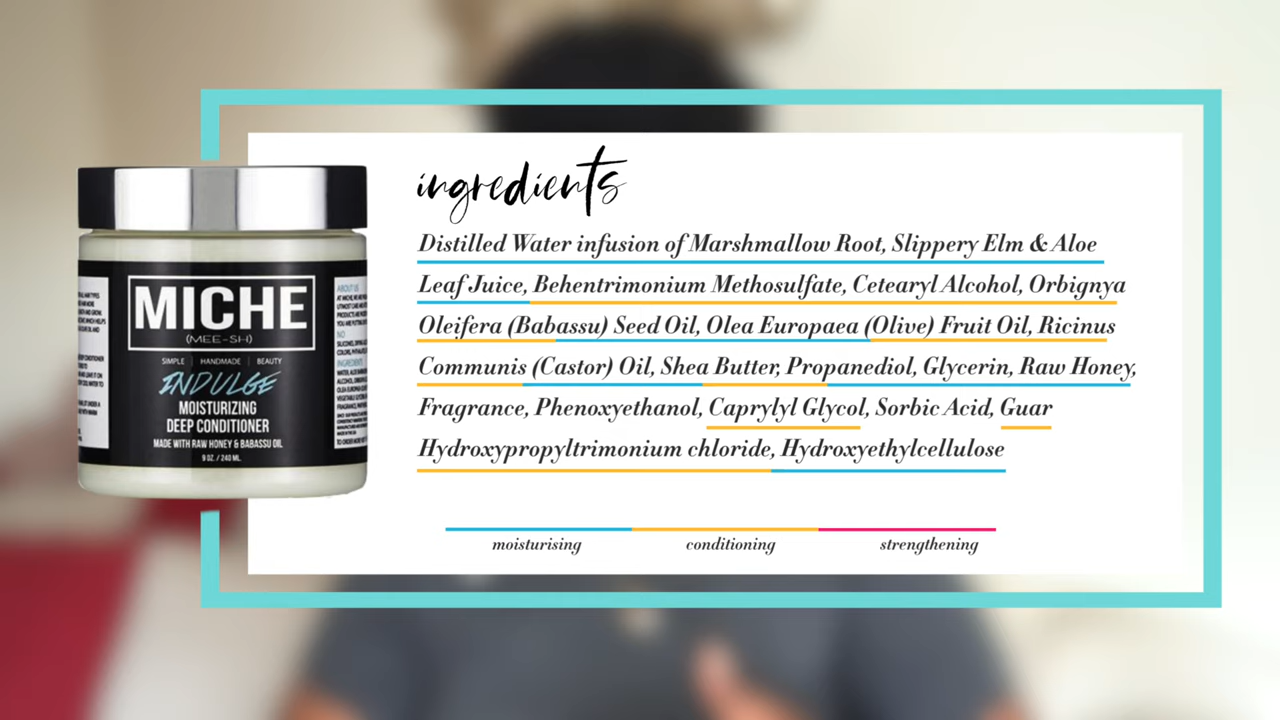 ingredients
Distilled Water infusion of Marshmallow Root, Slippery Elm & Aloe
Leaf Juice, Behentrimonium Methosulfate, Cetearyl Alcohol, Orbignya
Oleifera (Babassu) Seed Oil, Olea Europaea (Olive) Fruit Oil, Ricinus
Communis (Castor) Oil, Shea Butter, Propanediol, Glycerin, Raw Honey,
Fragrance, Phenoxyethanol, Caprylyl Glycol, Sorbic Acid, Guar
Hydroxypropyltrimonium chloride, Hydroxyethylcellulose
moisturising conditioning strengthening
MICHE
(MEE-SH)
SIMPLE HANDMADE BEAUTY
INDULGE
MOISTURIZING
DEEP CONDITIONER
MADE WITH RAW HONEY & BABASSU OIL
9 OZ. / 240 ML.
ABOUT US